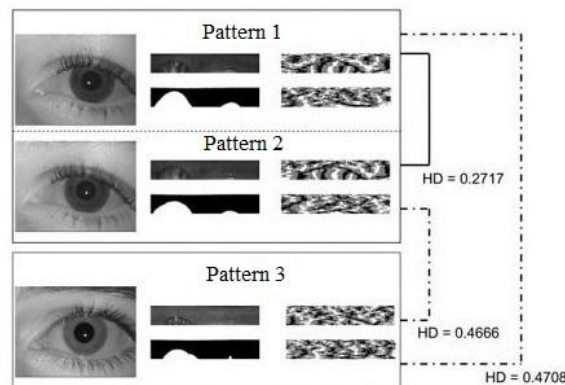 Pattern 1
Pattern 2
HD = 0.2717
Pattern 3
HD = 0.4666
HD = 0.4708